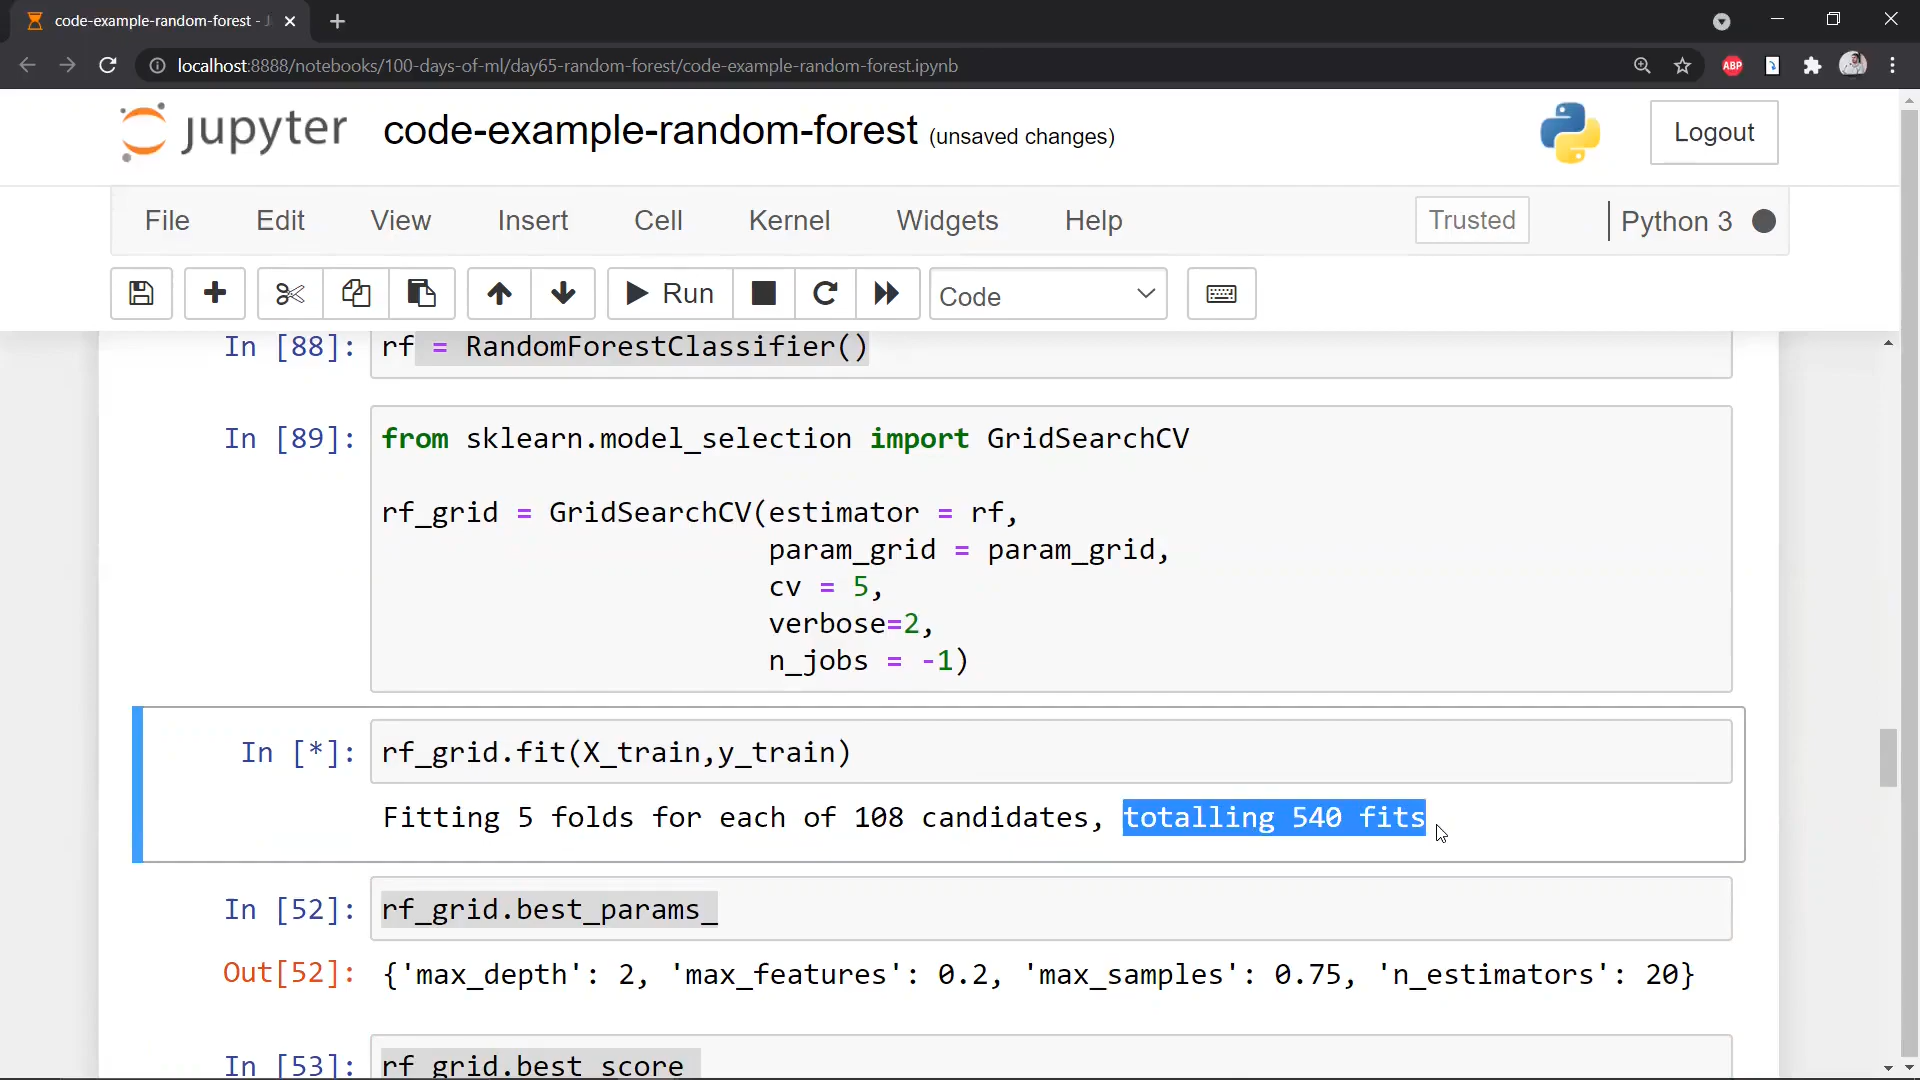 code-example-random-forest - J
localhost:8888/notebooks/100-days-of-ml/day65-random-forest/code-example-random-forest.ipynb
ABP
jupyter code-example-random-forest (unsaved changes)
Logout
File Edit View Insert Cell Kernel Widgets Help
Trusted
Python 3
Run
Code
In [88]: rf = RandomForestClassifier()
In [89]: from sklearn.model_selection import GridSearchCV
rf_grid = GridSearchCV(estimator = rf,
param_grid = param_grid,
cv = 5,
verbose=2,
n_jobs = -1)
In [*]: rf_grid.fit(X_train,y_train)
Fitting 5 folds for each of 108 candidates, totalling 540 fits
In [52]: rf_grid.best_params_
Out[52]: {'max_depth': 2, 'max_features': 0.2, 'max_samples': 0.75, 'n_estimators': 20}
In [53]: rf_grid.best_score_